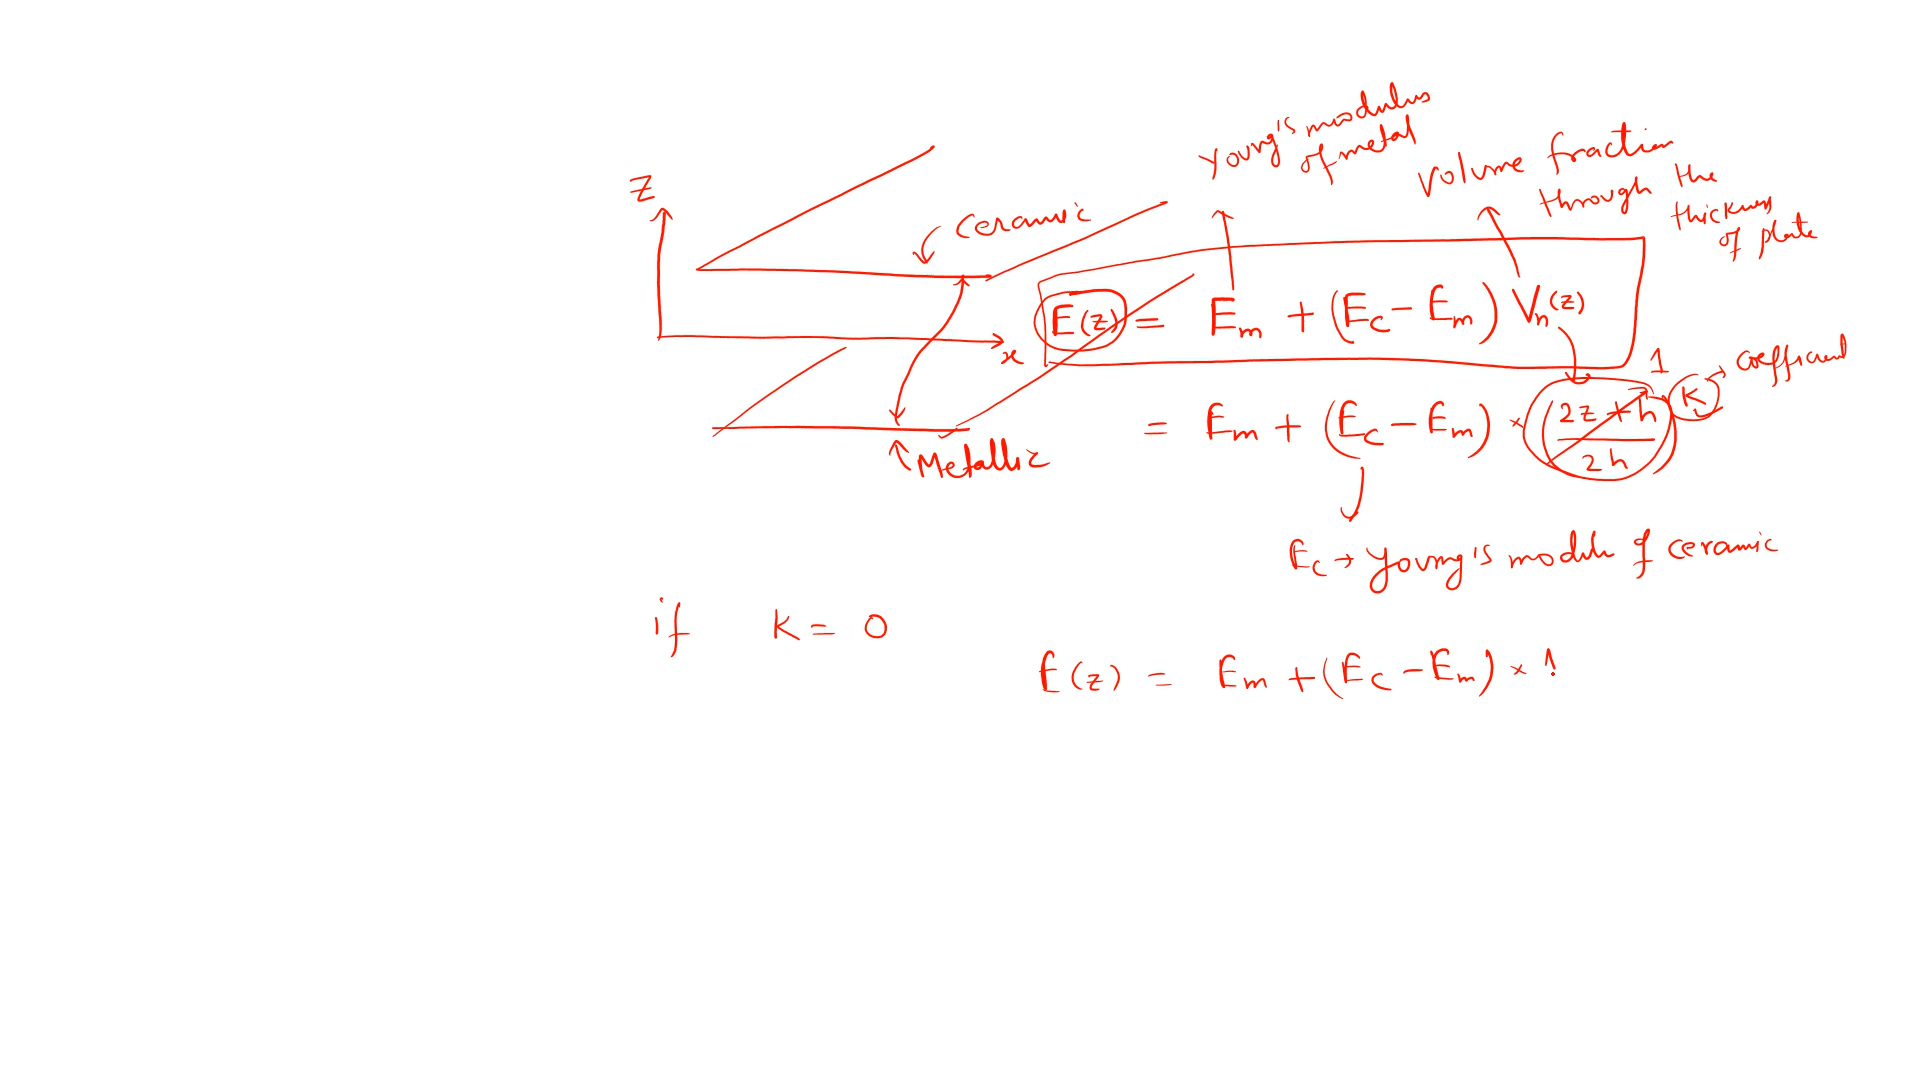 Young's modulus
of metal
Volume fraction
through the
thickness
of plate
Z
Ceramic
E(z) = Em + (Ec - Em) Vn(z)
x
1
K → coefficient
= Em + (Ec - Em) × ((2z + h) / 2h)
Metallic
Ec → Young's modulu of ceramic
if K = 0
E(z) = Em + (Ec - Em) × 1